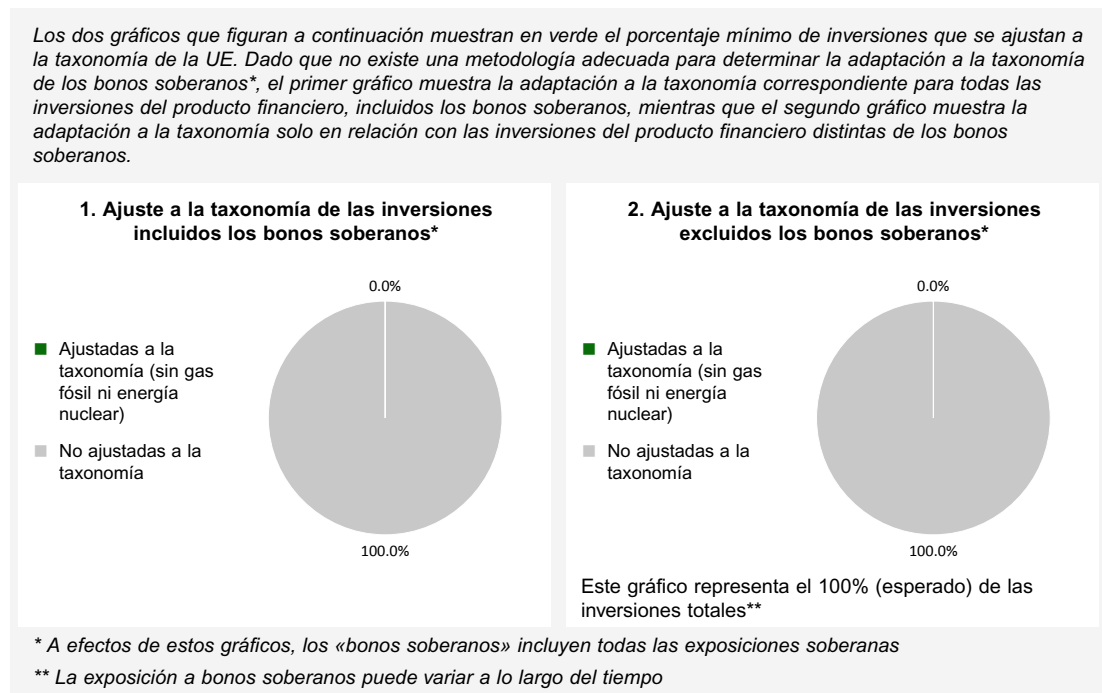 Los dos gráficos que figuran a continuación muestran en verde el porcentaje mínimo de inversiones que se ajustan a
la taxonomía de la UE. Dado que no existe una metodología adecuada para determinar la adaptación a la taxonomía
de los bonos soberanos*, el primer gráfico muestra la adaptación a la taxonomía correspondiente para todas las
inversiones del producto financiero, incluidos los bonos soberanos, mientras que el segundo gráfico muestra la
adaptación a la taxonomía solo en relación con las inversiones del producto financiero distintas de los bonos
soberanos.
1. Ajuste a la taxonomía de las inversiones
incluidos los bonos soberanos*
0.0%
Ajustadas a la
taxonomía (sin gas
fósil ni energía
nuclear)
No ajustadas a la
taxonomía
100.0%
2. Ajuste a la taxonomía de las inversiones
excluidos los bonos soberanos*
0.0%
Ajustadas a la
taxonomía (sin gas
fósil ni energía
nuclear)
No ajustadas a la
taxonomía
100.0%
Este gráfico representa el 100% (esperado) de las
inversiones totales**
* A efectos de estos gráficos, los «bonos soberanos» incluyen todas las exposiciones soberanas
** La exposición a bonos soberanos puede variar a lo largo del tiempo